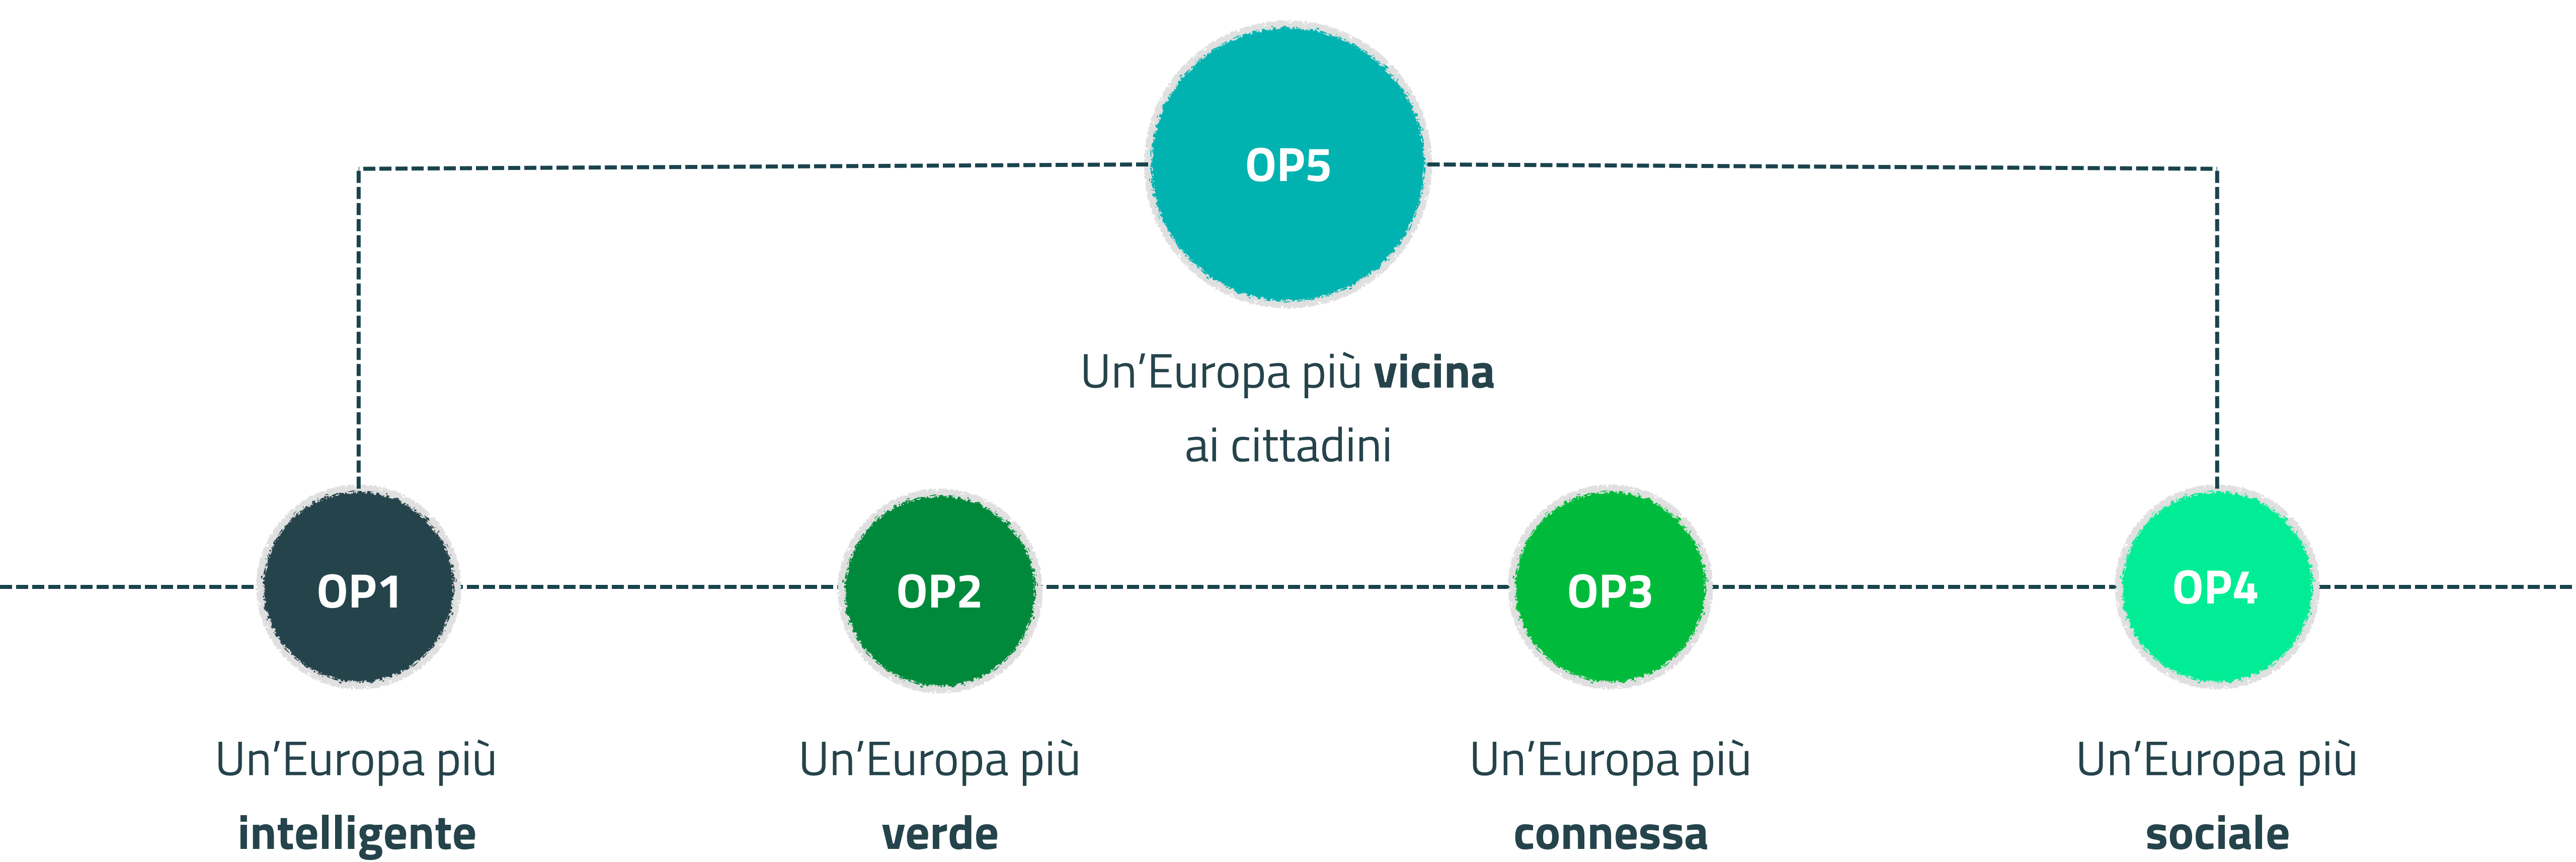 OP5
Un’Europa più vicina
ai cittadini
OP1
Un’Europa più
intelligente
OP2
Un’Europa più
verde
OP3
Un’Europa più
connessa
OP4
Un’Europa più
sociale